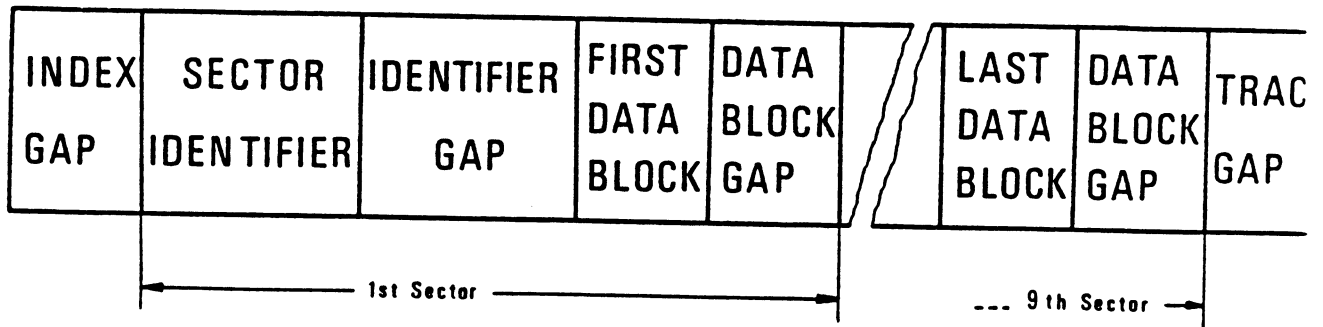 INDEX
GAP
SECTOR
IDENTIFIER
IDENTIFIER
GAP
FIRST
DATA
BLOCK
DATA
BLOCK
GAP
LAST
DATA
BLOCK
DATA
BLOCK
GAP
TRAC
GAP
1st Sector
--- 9th Sector